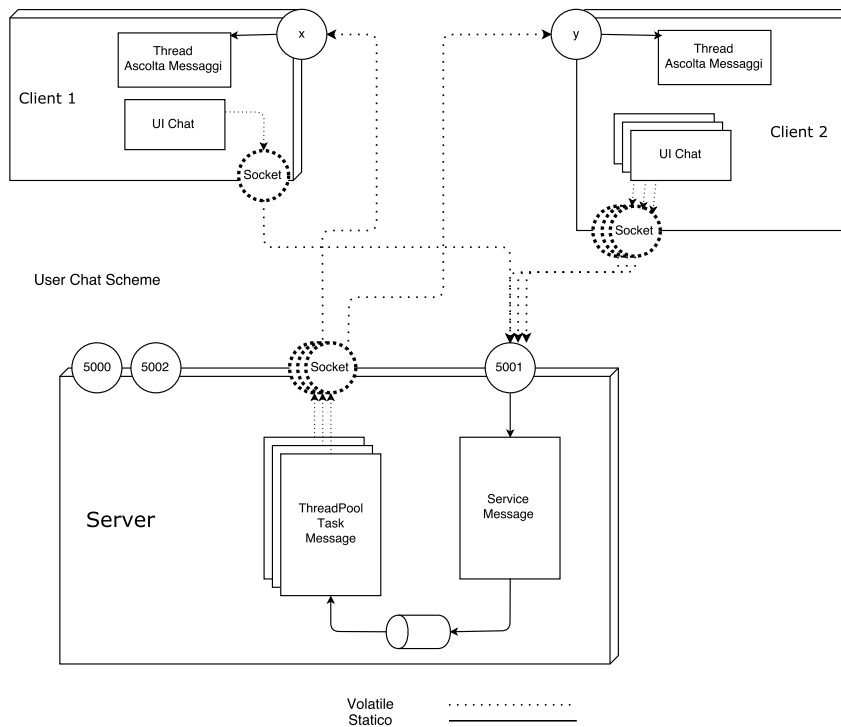 x
Thread
Ascolta Messaggi
Client 1
UI Chat
Socket
y
Thread
Ascolta Messaggi
Client 2
UI Chat
Socket
User Chat Scheme
5000
5002
Socket
5001
Server
ThreadPool
Task
Message
Service
Message
Volatile
Statico